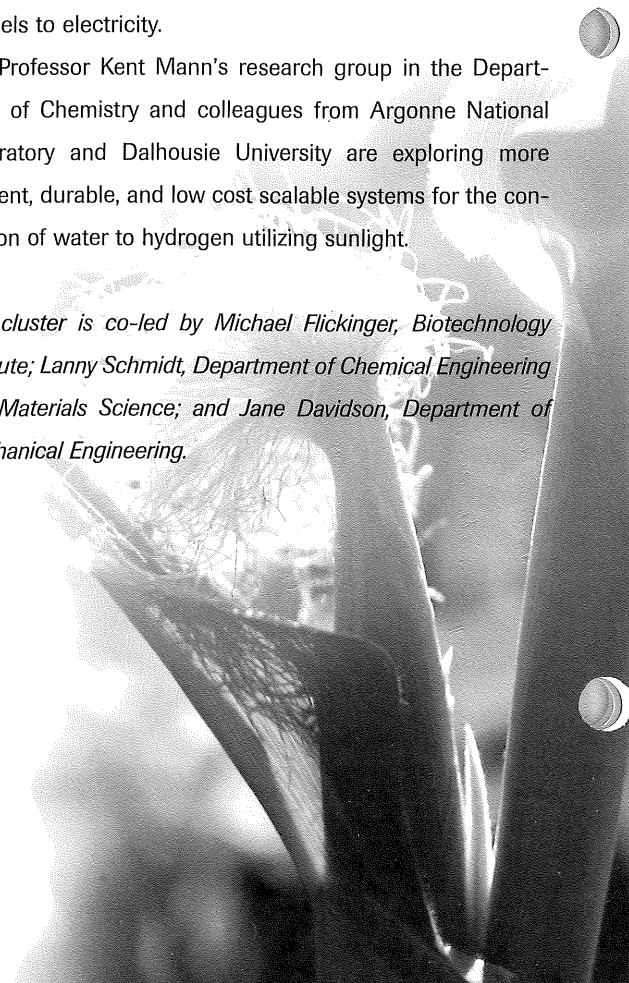 els to electricity.
Professor Kent Mann's research group in the Depart-
of Chemistry and colleagues from Argonne National
ratory and Dalhousie University are exploring more
ent, durable, and low cost scalable systems for the con-
on of water to hydrogen utilizing sunlight.
cluster is co-led by Michael Flickinger, Biotechnology
ute; Lanny Schmidt, Department of Chemical Engineering
Materials Science; and Jane Davidson, Department of
hanical Engineering.